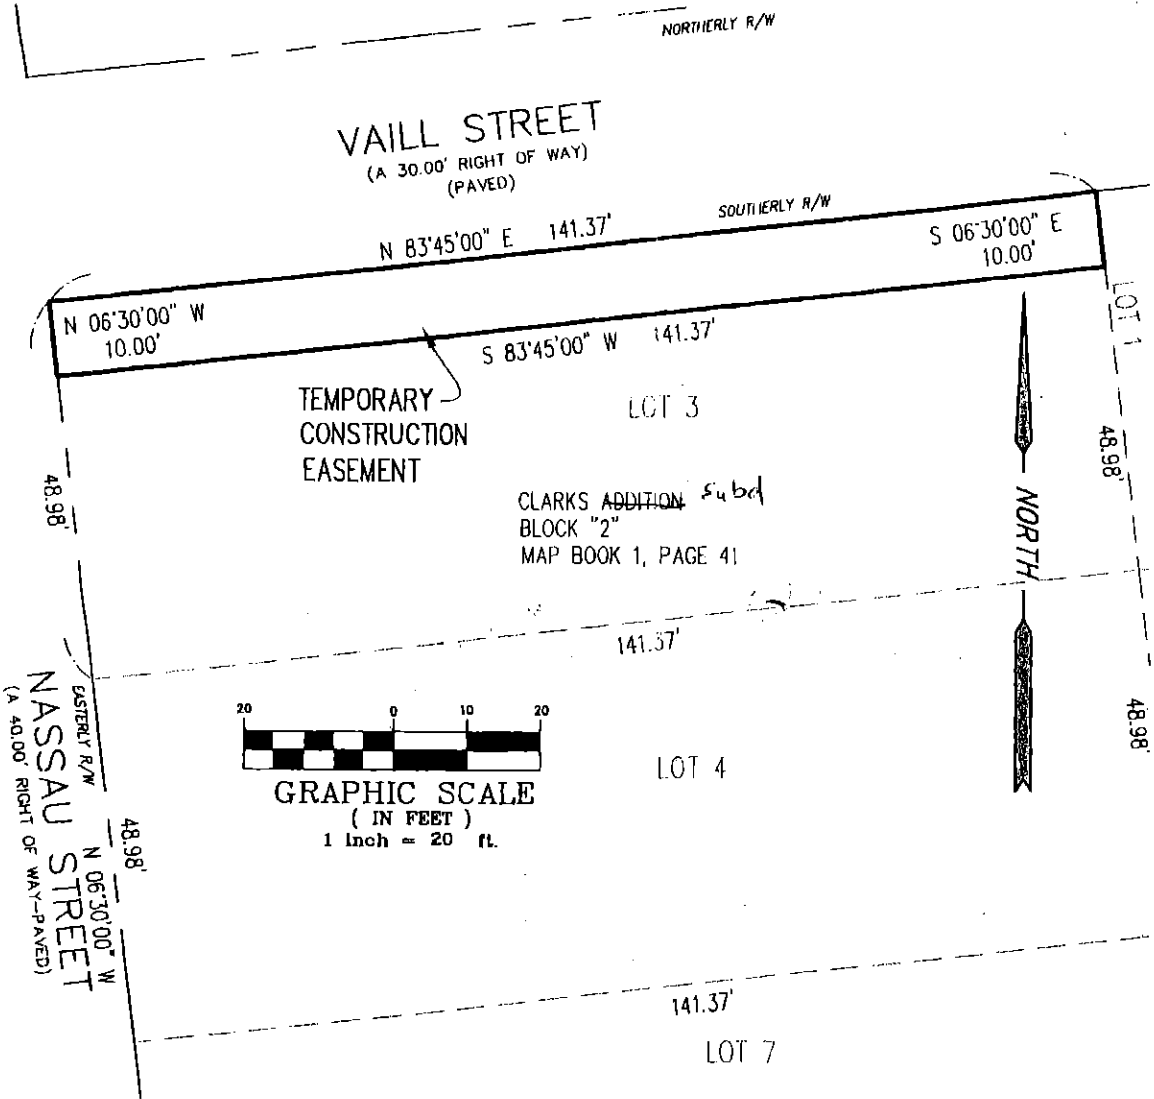 NORTHERLY R/W
VAILL STREET
(A 30.00' RIGHT OF WAY)
(PAVED)
N 83°45'00" E 141.37'
SOUTHERLY R/W
S 06°30'00" E
10.00'
N 06°30'00" W
10.00'
S 83°45'00" W 141.37'
LOT 1
TEMPORARY
CONSTRUCTION
EASEMENT
LOT 3
48.98'
48.98'
CLARKS ADDITION Subd
BLOCK "2"
MAP BOOK 1, PAGE 41
NORTH
141.37'
EASTERLY R/W
NASSAU STREET
(A 40.00' RIGHT OF WAY-PAVED)
N 06°30'00" W
48.98'
20 0 10 20
GRAPHIC SCALE
( IN FEET )
1 inch = 20 ft.
LOT 4
48.98'
141.37'
LOT 7